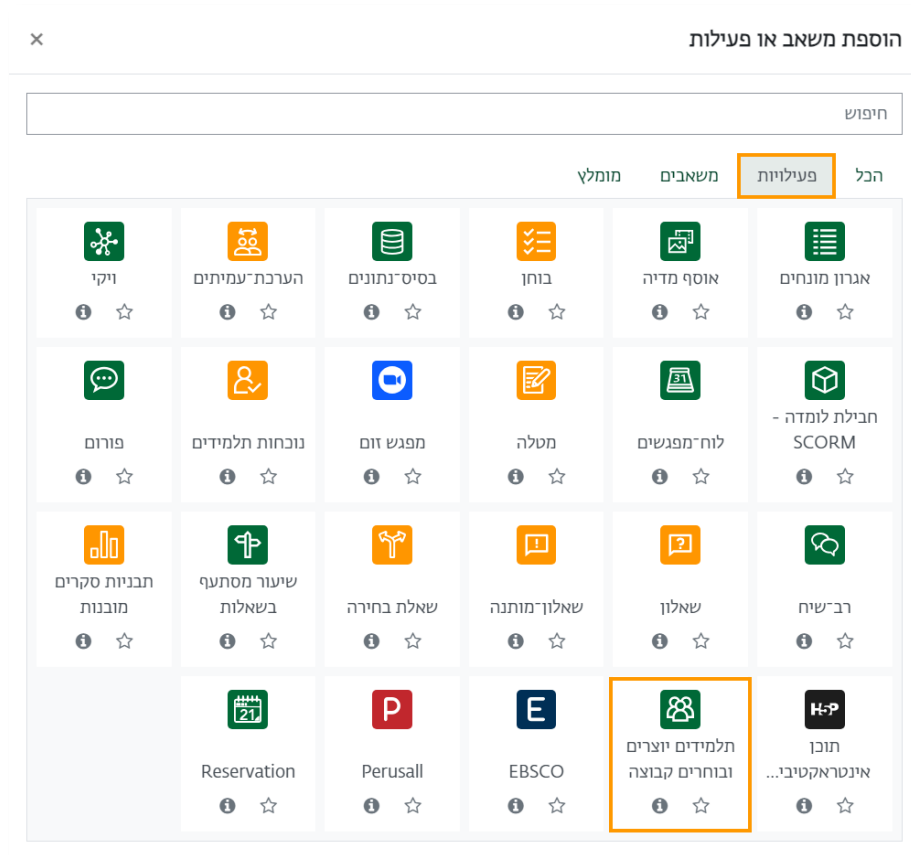 הוספת משאב או פעילות
חיפוש
הכל פעילויות משאבים מומלץ
אגרון מונחים
אוסף מדיה
בוחן
בסיס־נתונים
הערכת־עמיתים
ויקי
חבילת לומדה -
SCORM
31
לוח־מפגשים
מטלה
מפגש זום
נוכחות תלמידים
פורום
רב־שיח
שאלון
שאלון־מותנה
שאלת בחירה
שיעור מסתעף
בשאלות
תבניות סקרים
מובנות
H5P
תוכן
אינטראקטיבי...
תלמידים יוצרים
ובוחרים קבוצה
E
EBSCO
P
Perusall
21
Reservation